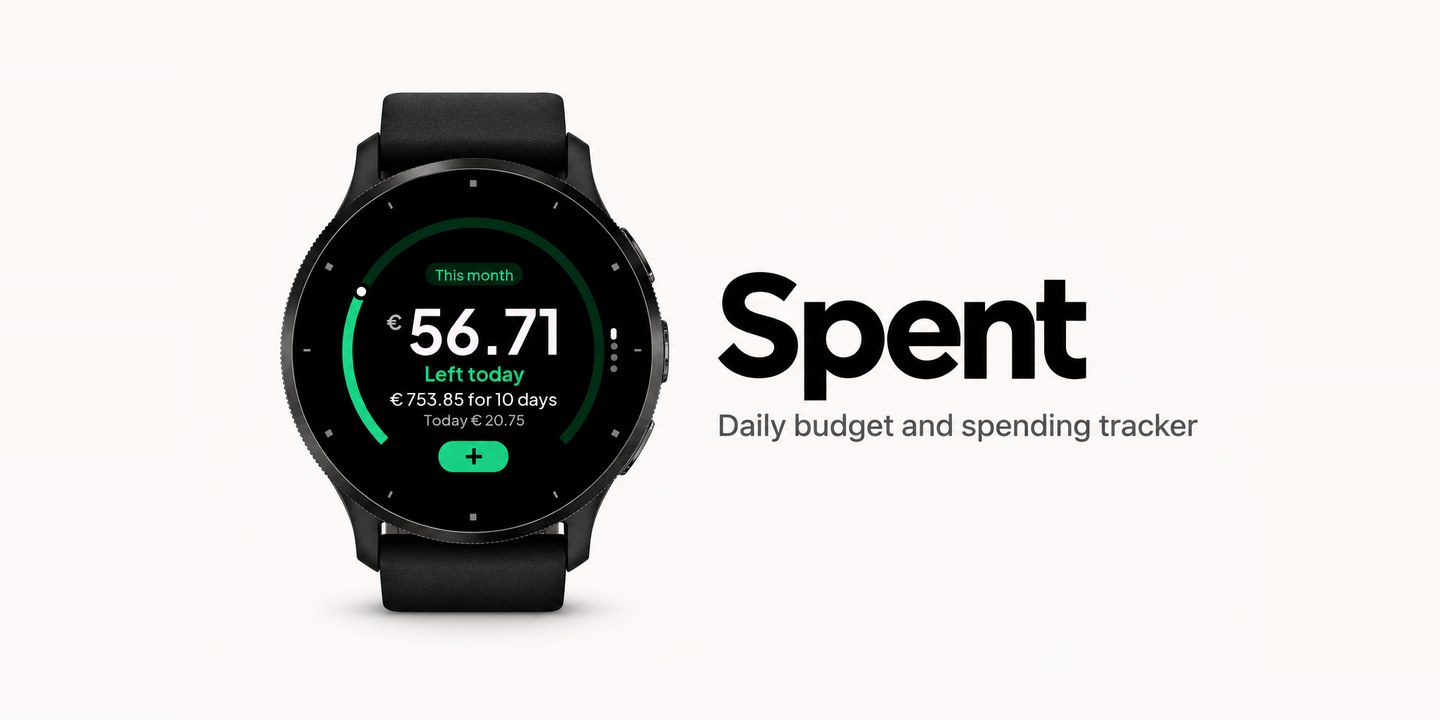 This month
€ 56.71
Left today
€ 753.85 for 10 days
Today € 20.75
+
Spent
Daily budget and spending tracker